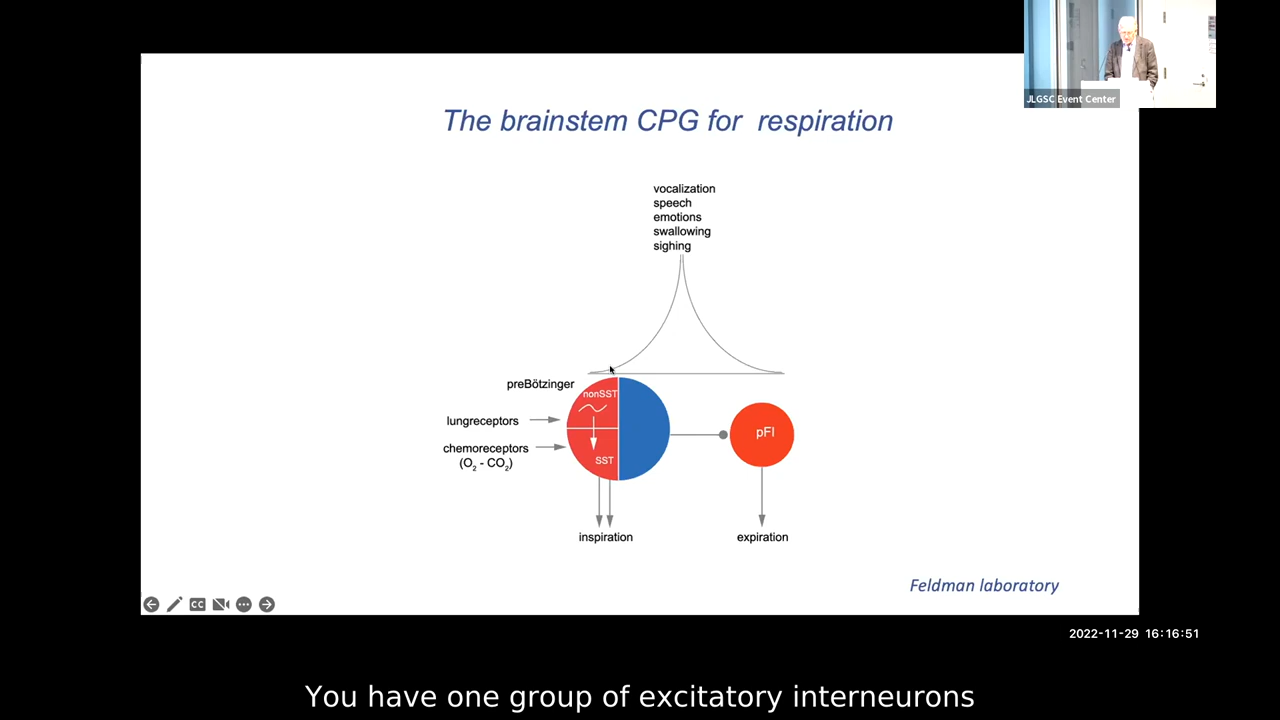 JLGSC Event Center
The brainstem CPG for respiration
vocalization
speech
emotions
swallowing
sighing
preBötzinger
nonSST
lungreceptors
chemoreceptors
(O₂ - CO₂)
SST
pFl
inspiration
expiration
Feldman laboratory
CC
2022-11-29 16:16:51
You have one group of excitatory interneurons